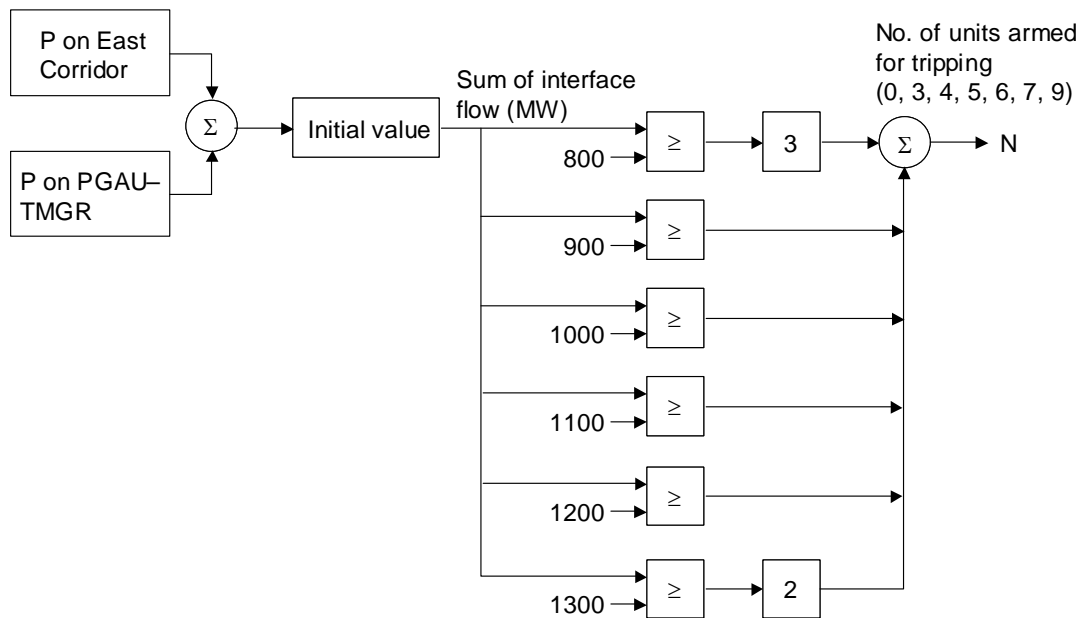 P on East
Corridor
P on PGAU–
TMGR
Σ
Initial value
Sum of interface
flow (MW)
No. of units armed
for tripping
(0, 3, 4, 5, 6, 7, 9)
≥
800
3
Σ
N
≥
900
≥
1000
≥
1100
≥
1200
≥
1300
2